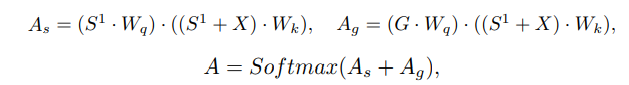 A_s = (S^1 · W_q) · ((S^1 + X) · W_k), A_g = (G · W_q) · ((S^1 + X) · W_k),
A = Softmax(A_s + A_g),